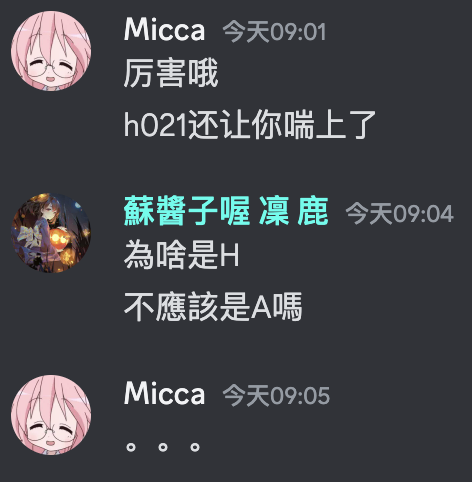 Micca 今天09:01
厉害哦
h021还让你喘上了
蘇醬子喔 凜 鹿 今天09:04
為啥是H
不應該是A嗎
Micca 今天09:05
。。。